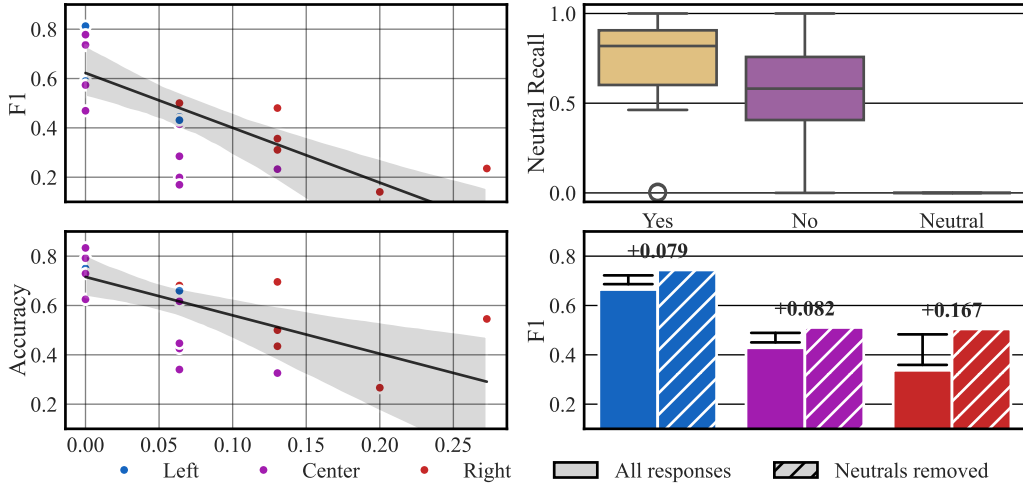 0.8
0.6
0.4
0.2
F1
1.0
0.5
0.0
Neutral Recall
Yes No Neutral
0.8
0.6
0.4
0.2
Accuracy
0.00 0.05 0.10 0.15 0.20 0.25
0.8
0.6
0.4
0.2
F1
+0.079
+0.082
+0.167
Left Center Right
All responses Neutrals removed